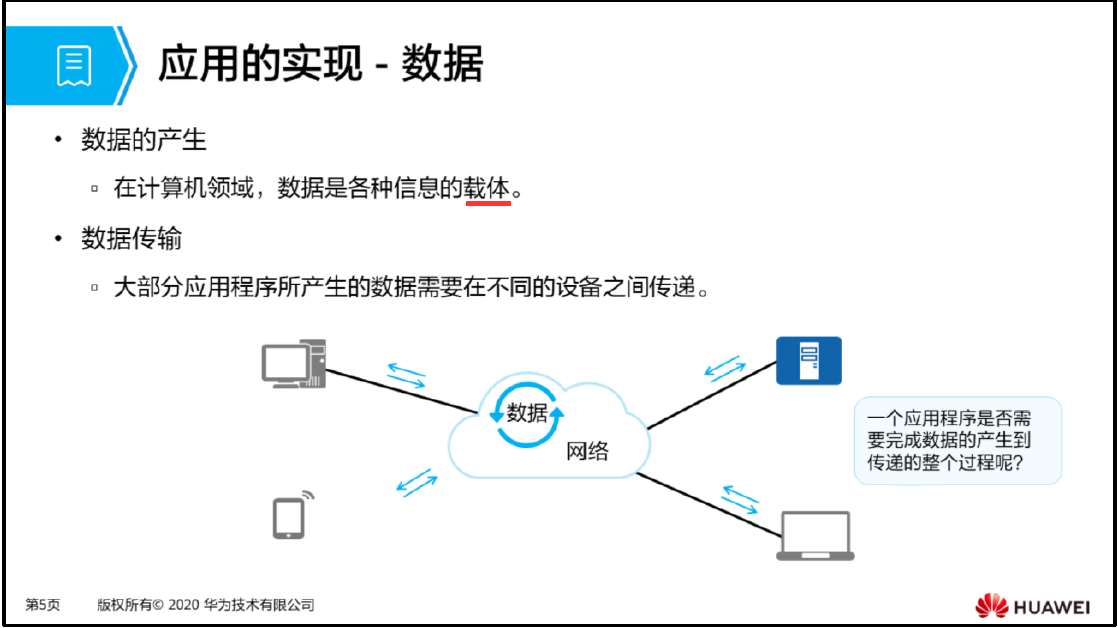 应用的实现 - 数据
• 数据的产生
▫ 在计算机领域，数据是各种信息的载体。
• 数据传输
▫ 大部分应用程序所产生的数据需要在不同的设备之间传递。
数据
网络
一个应用程序是否需
要完成数据的产生到
传递的整个过程呢?
第5页 版权所有© 2020 华为技术有限公司
HUAWEI